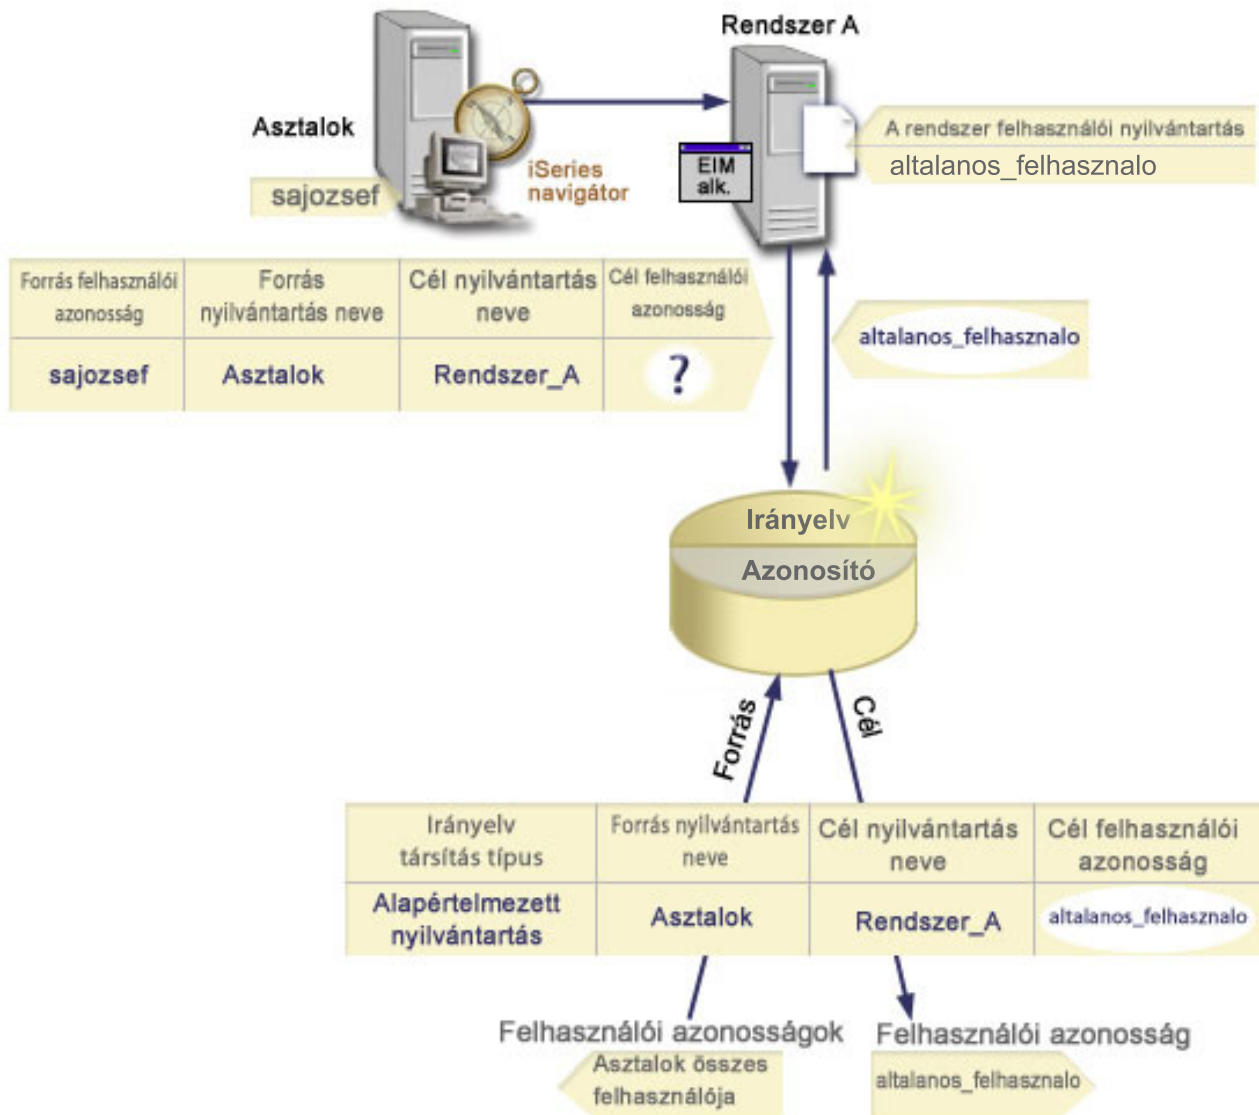 Rendszer A
Asztalok
sajozsef
iSeries
navigátor
EIM
alk.
A rendszer felhasználói nyilvántartás
altalanos_felhasznalo
Forrás felhasználói
azonosság
Forrás
nyilvántartás neve
Cél nyilvántartás
neve
Cél felhasználói
azonosság
sajozsef
Asztalok
Rendszer_A
?
altalanos_felhasznalo
Irányelv
Azonosító
Forrás
Cél
Irányelv
társítás típus
Forrás nyilvántartás
neve
Cél nyilvántartás
neve
Cél felhasználói
azonosság
Alapértelmezett
nyilvántartás
Asztalok
Rendszer_A
altalanos_felhasznalo
Felhasználói azonosságok
Asztalok összes
felhasználója
Felhasználói azonosság
altalanos_felhasznalo